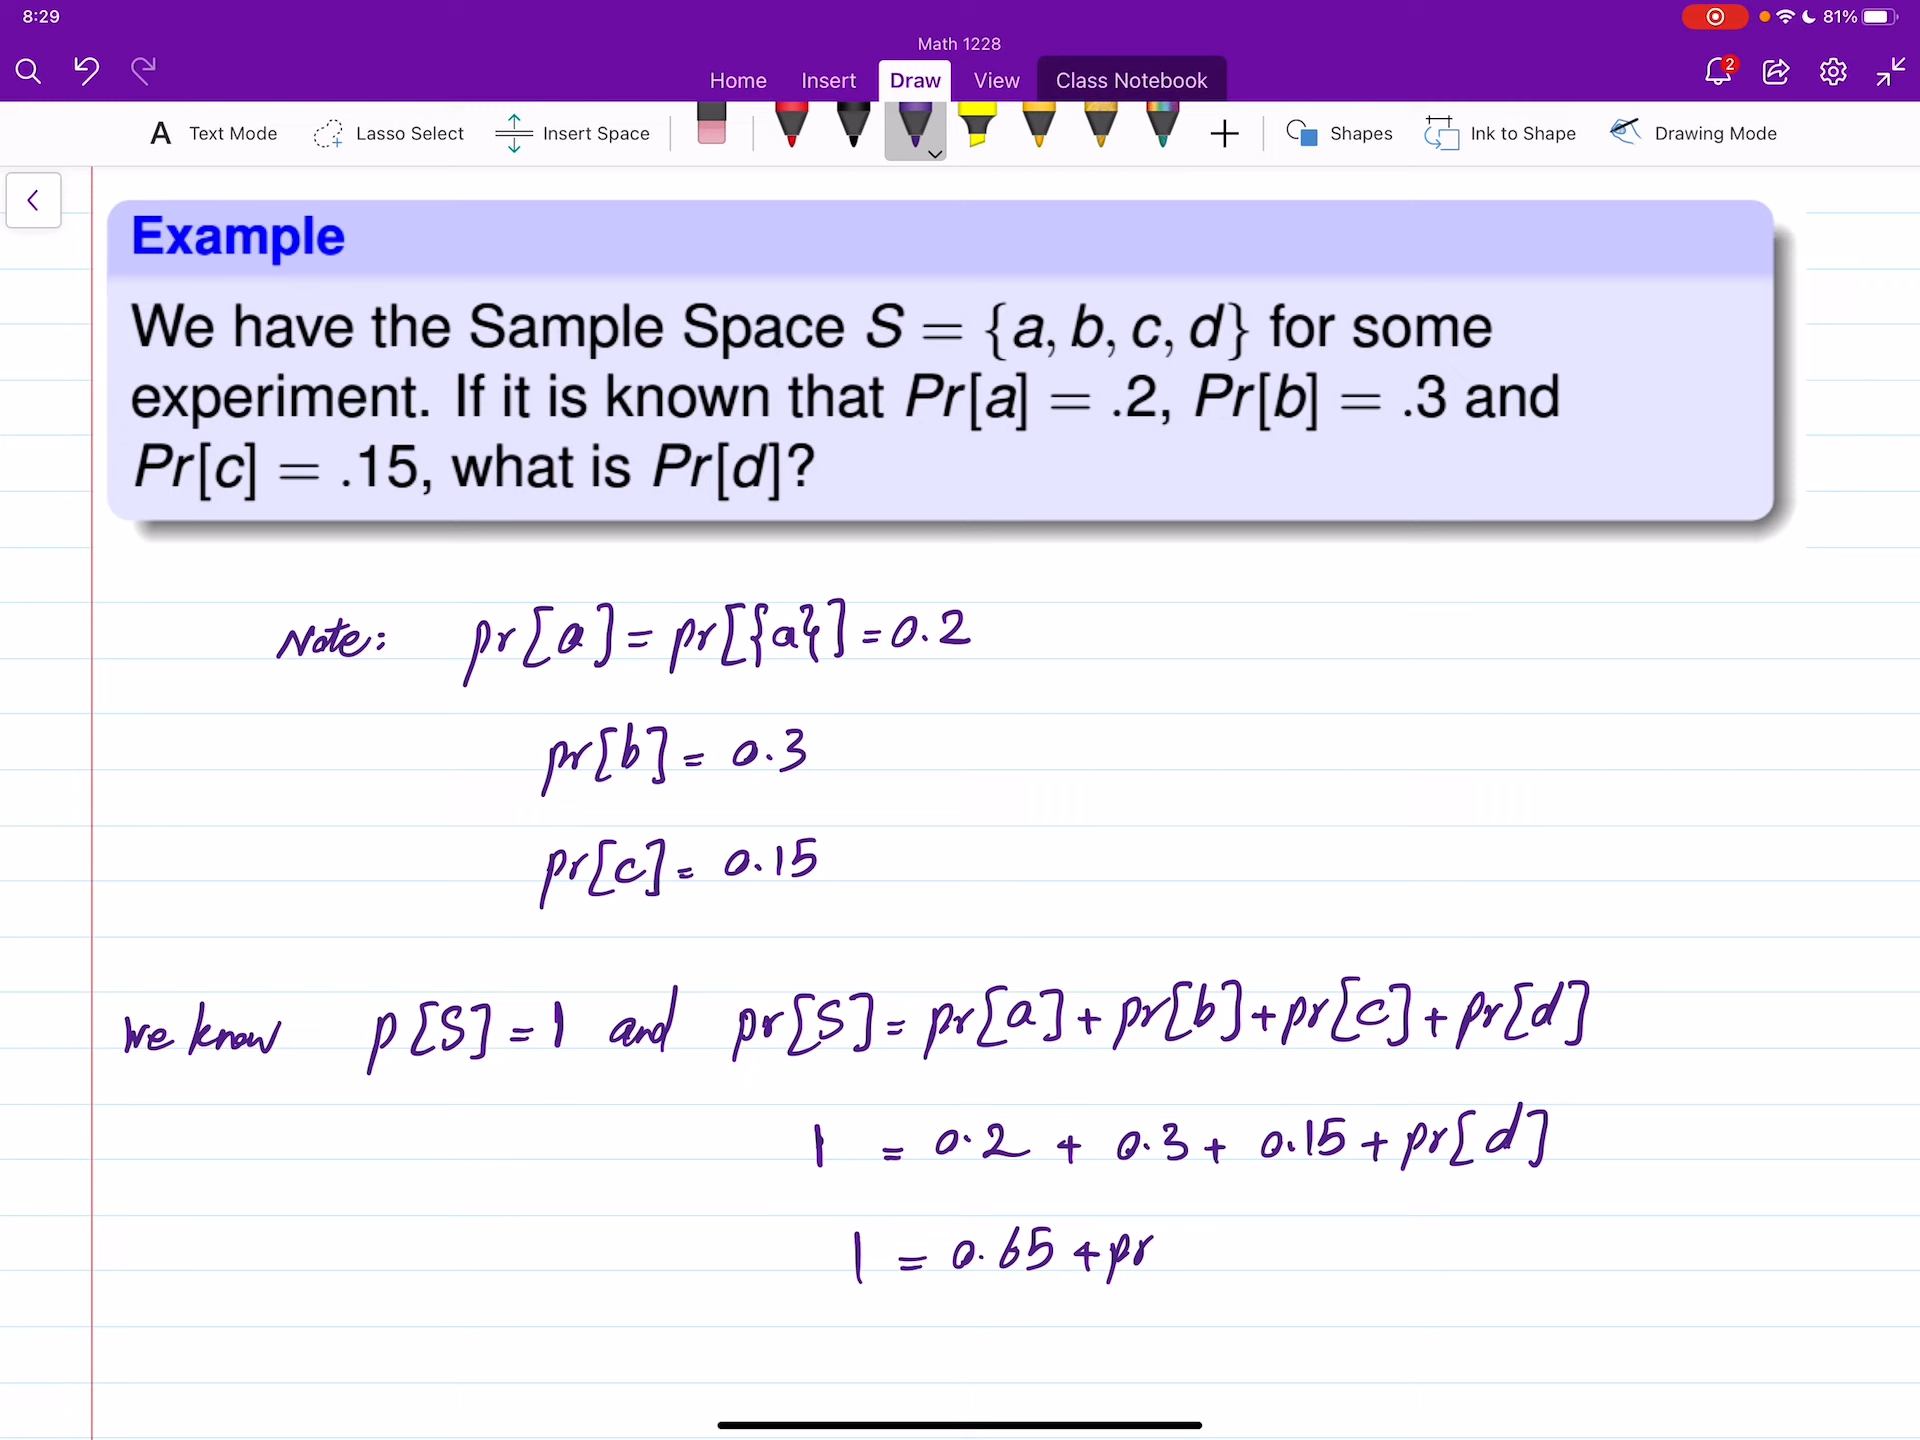 8:29
81%
Math 1228
Home Insert Draw View Class Notebook
2
A Text Mode Lasso Select Insert Space Shapes Ink to Shape Drawing Mode
Example
We have the Sample Space S = {a, b, c, d} for some
experiment. If it is known that Pr[a] = .2, Pr[b] = .3 and
Pr[c] = .15, what is Pr[d]?
Note: pr[a] = pr[{a}] = 0.2
pr[b] = 0.3
pr[c] = 0.15
We know p[S] = 1 and pr[S] = pr[a] + pr[b] + pr[c] + pr[d]
1 = 0.2 + 0.3 + 0.15 + pr[d]
1 = 0.65 + pr